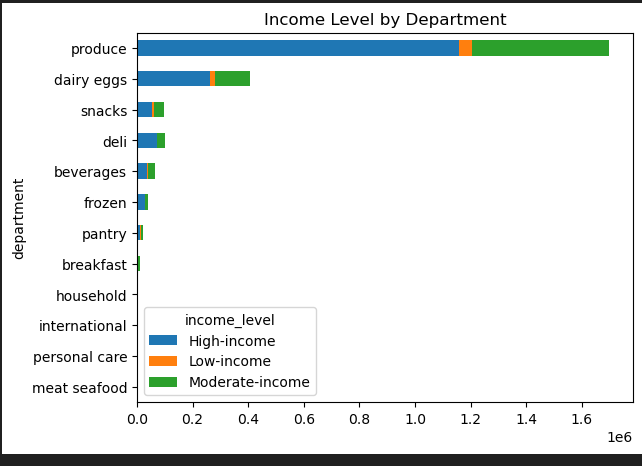 Income Level by Department
department
produce
dairy eggs
snacks
deli
beverages
frozen
pantry
breakfast
household
international
personal care
meat seafood
income_level
High-income
Low-income
Moderate-income
0.0 0.2 0.4 0.6 0.8 1.0 1.2 1.4 1.6
1e6